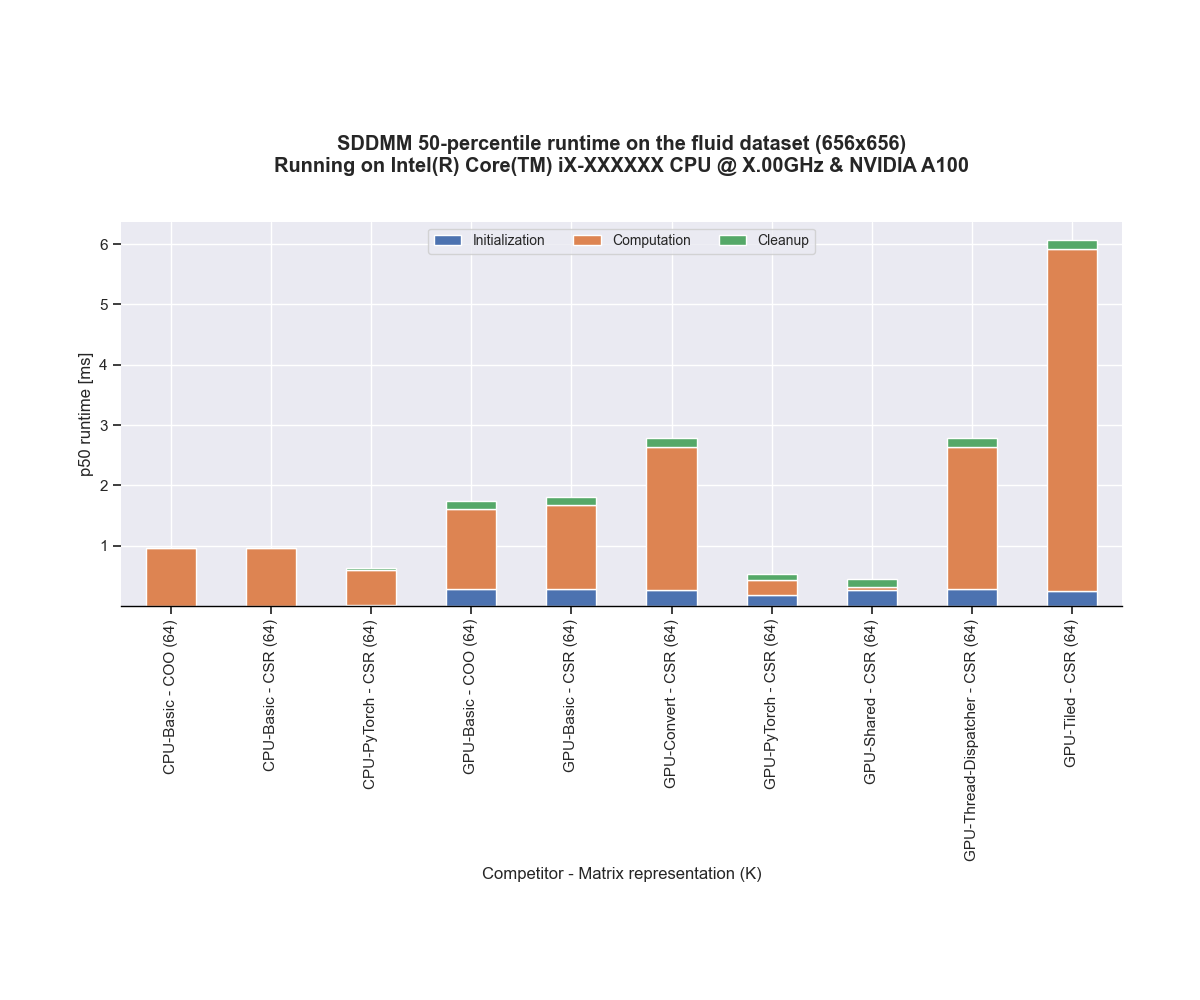 SDDMM 50-percentile runtime on the fluid dataset (656x656)
Running on Intel(R) Core(TM) iX-XXXXXX CPU @ X.00GHz & NVIDIA A100
Initialization
Computation
Cleanup
p50 runtime [ms]
6
5
4
3
2
1
CPU-Basic - COO (64)
CPU-Basic - CSR (64)
CPU-PyTorch - CSR (64)
GPU-Basic - COO (64)
GPU-Basic - CSR (64)
GPU-Convert - CSR (64)
GPU-PyTorch - CSR (64)
GPU-Shared - CSR (64)
GPU-Thread-Dispatcher - CSR (64)
GPU-Tiled - CSR (64)
Competitor - Matrix representation (K)